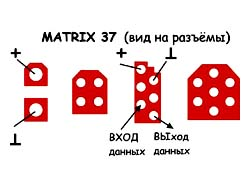 MATRIX 37 (вид на разъёмы)
+ + ⊥
⊥
ВХОД Выход
данных данных